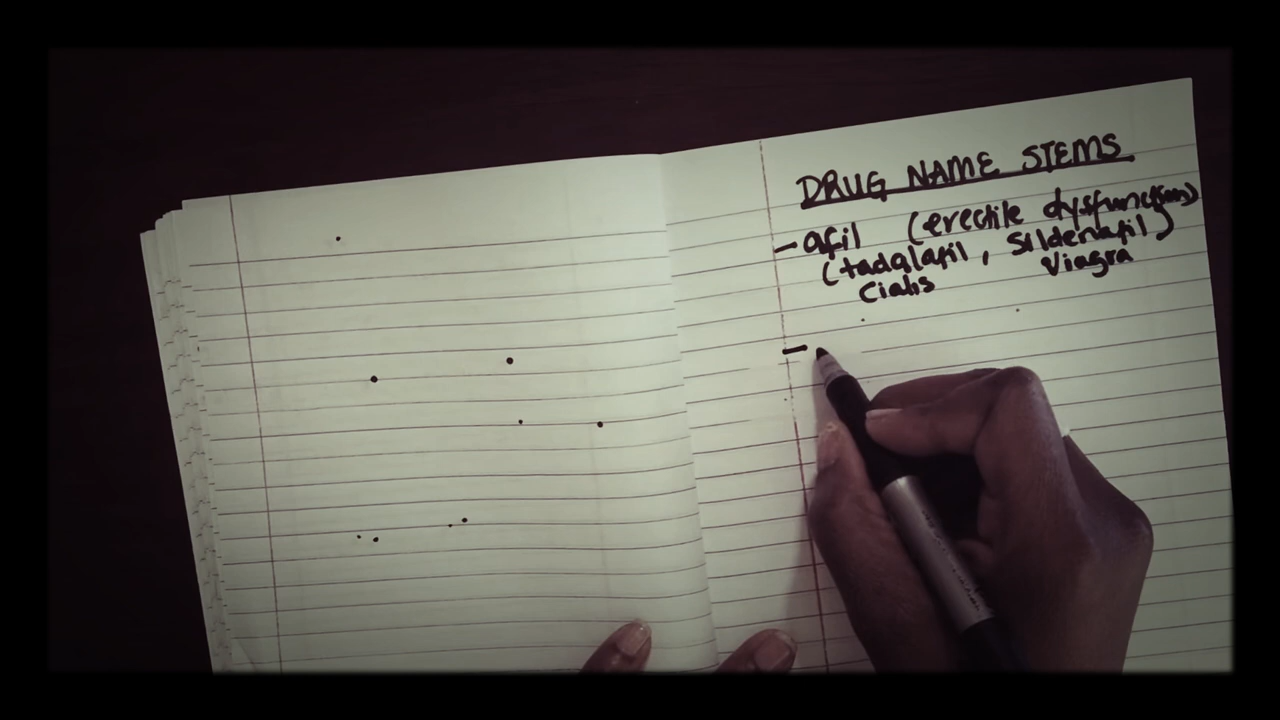 DRUG NAME STEMS
- afil (erectile dysfunction)
(tadalafil, sildenafil)
Cialis Viagra
-